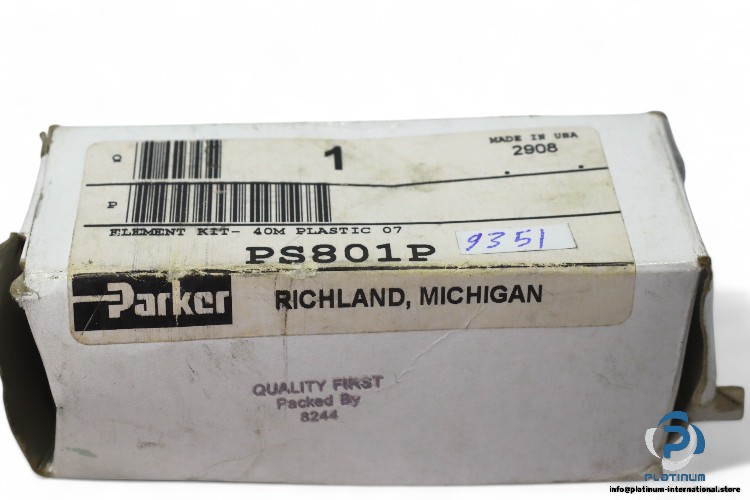 Q
1
MADE IN USA
2908
P
ELEMENT KIT- 40M PLASTIC 07
PS801P
9351
Parker
RICHLAND, MICHIGAN
QUALITY FIRST
Packed By
8244
PLATINUM
info@platinum-international.store